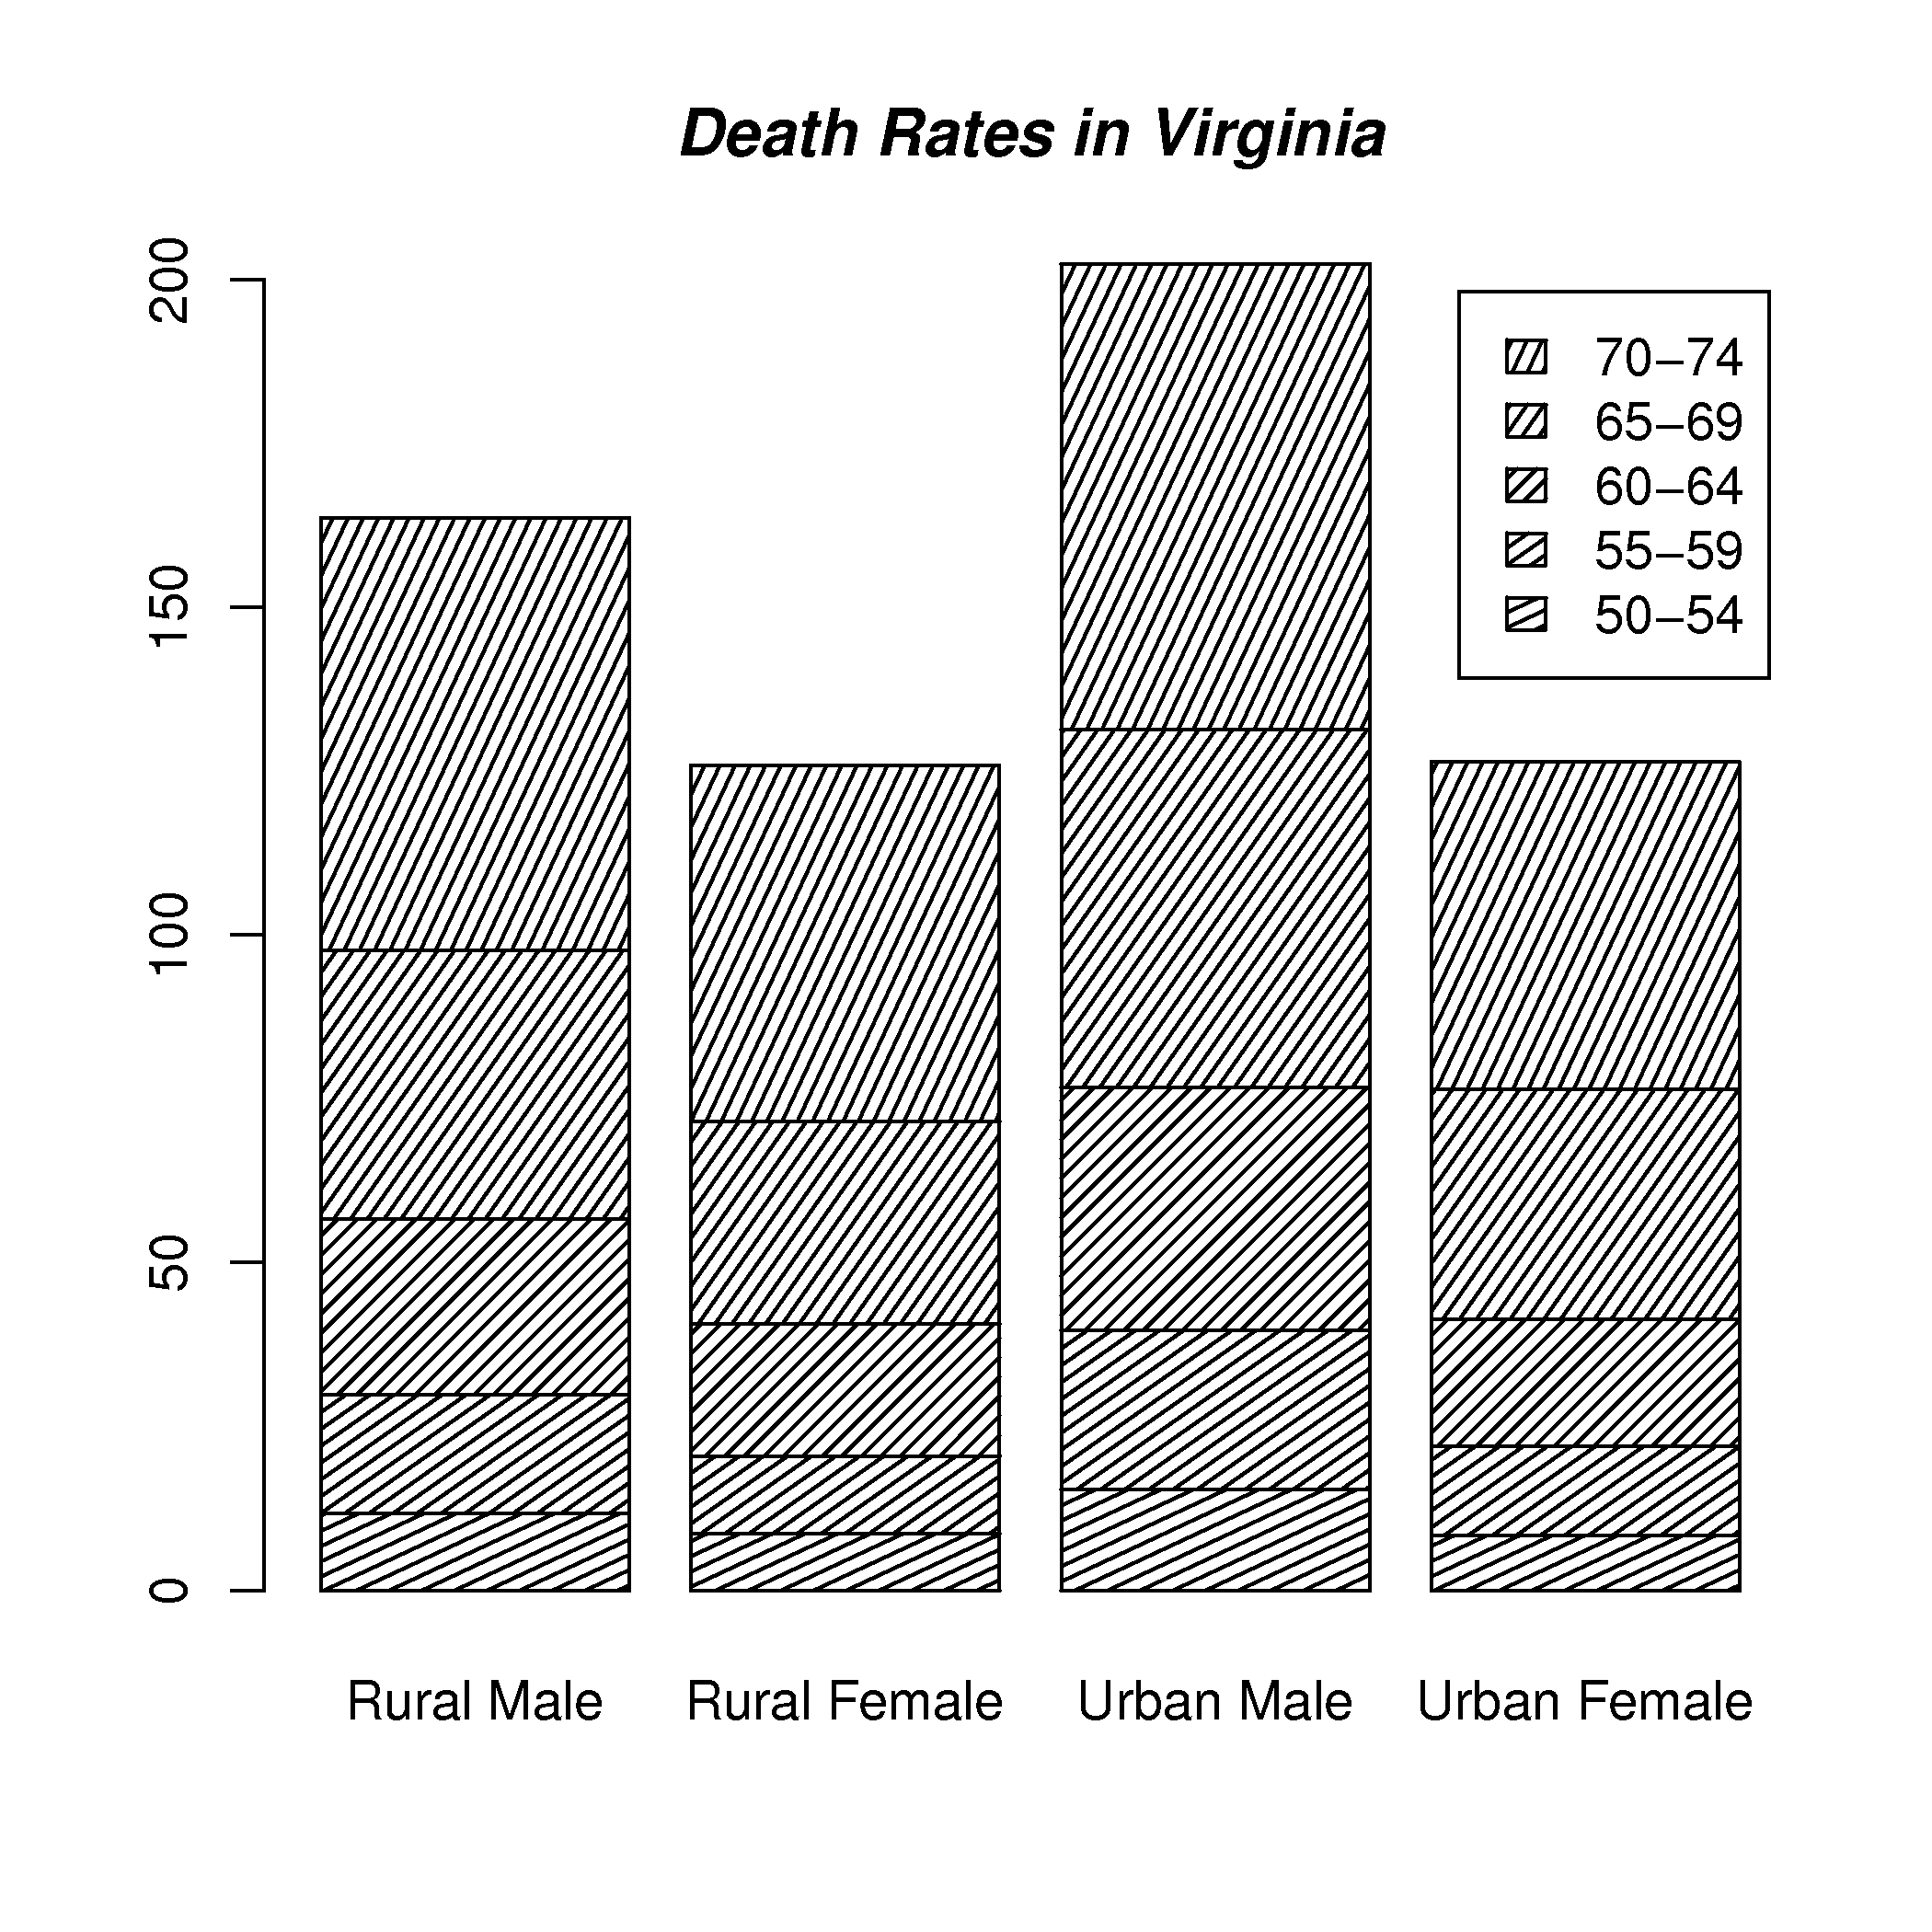 Death Rates in Virginia
200
150
100
50
0
70−74
65−69
60−64
55−59
50−54
Rural Male
Rural Female
Urban Male
Urban Female